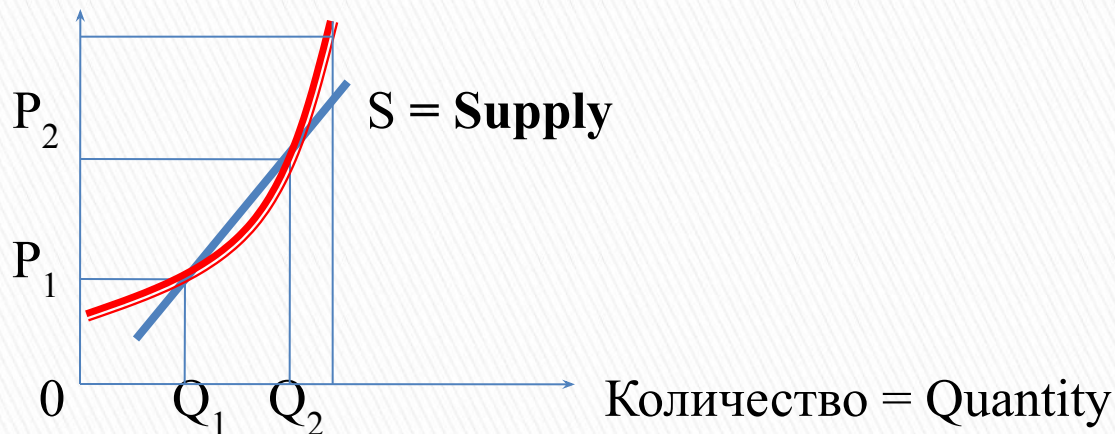 P2
S = Supply
P1
0
Q1
Q2
Количество = Quantity